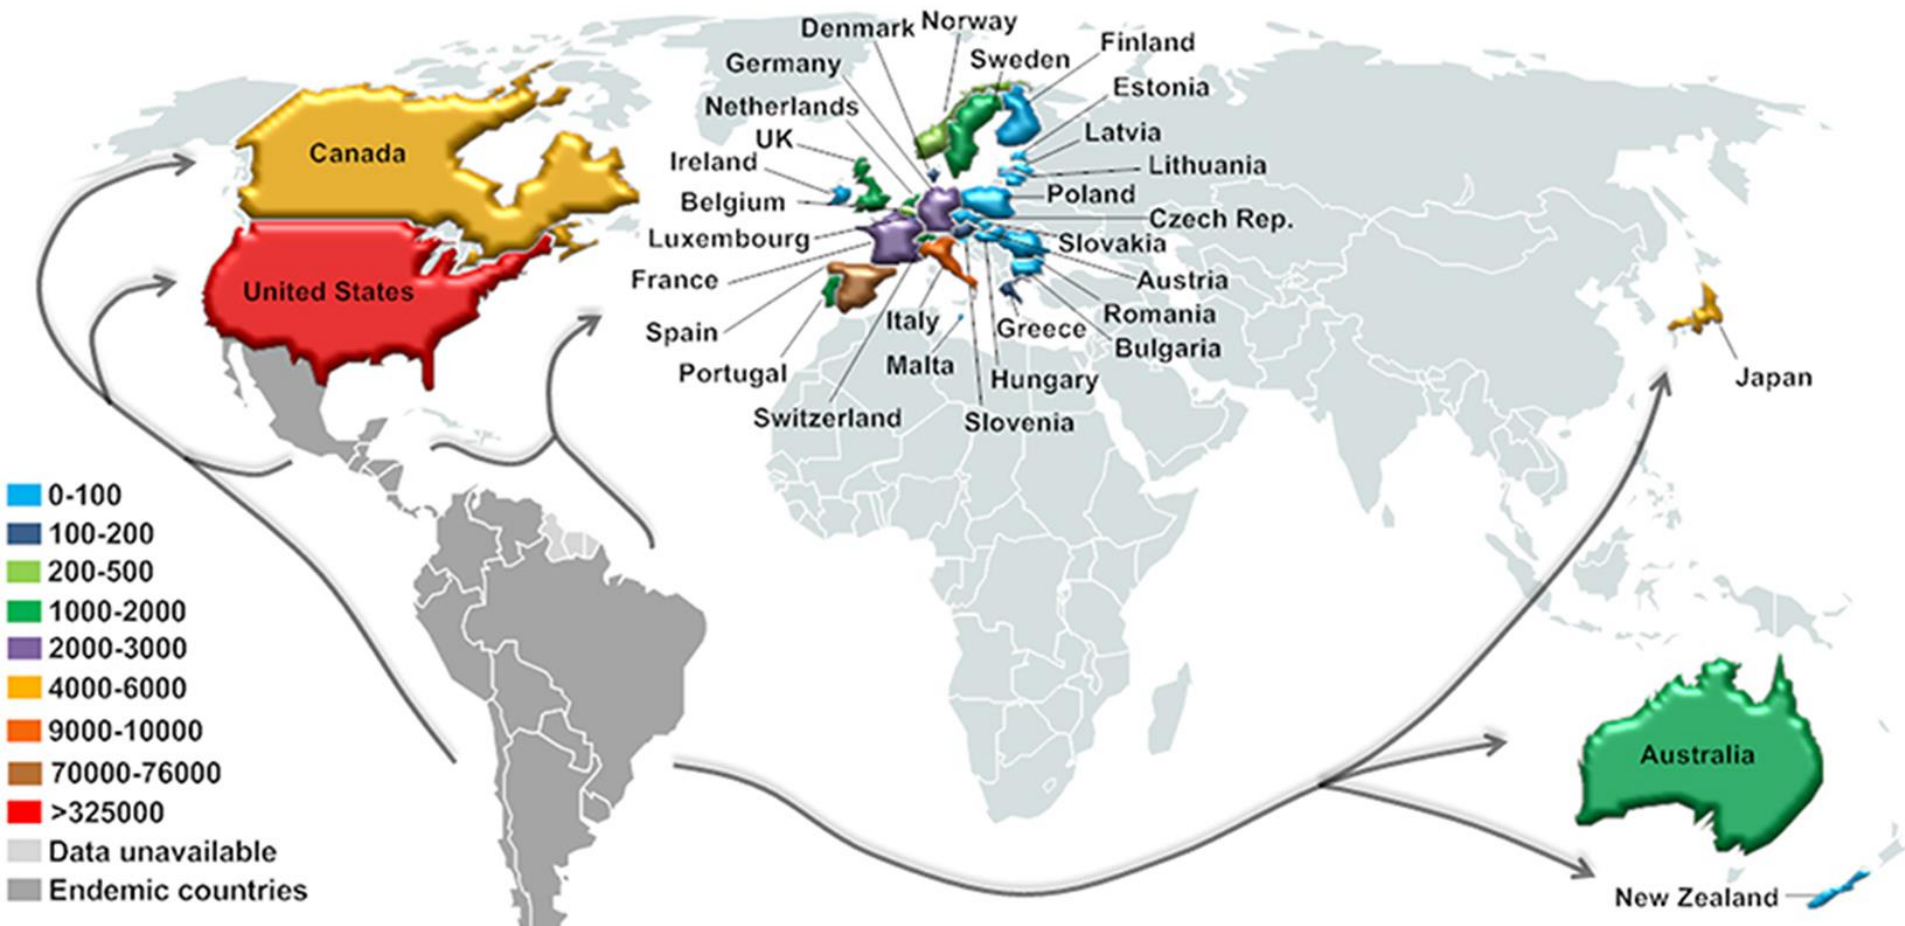 Denmark
Norway
Germany
Sweden
Finland
Netherlands
Estonia
UK
Latvia
Ireland
Lithuania
Belgium
Poland
Luxembourg
Czech Rep.
France
Slovakia
Spain
Austria
Portugal
Italy
Greece
Romania
Malta
Bulgaria
Switzerland
Hungary
Slovenia
Canada
United States
Japan
Australia
New Zealand
0-100
100-200
200-500
1000-2000
2000-3000
4000-6000
9000-10000
70000-76000
>325000
Data unavailable
Endemic countries